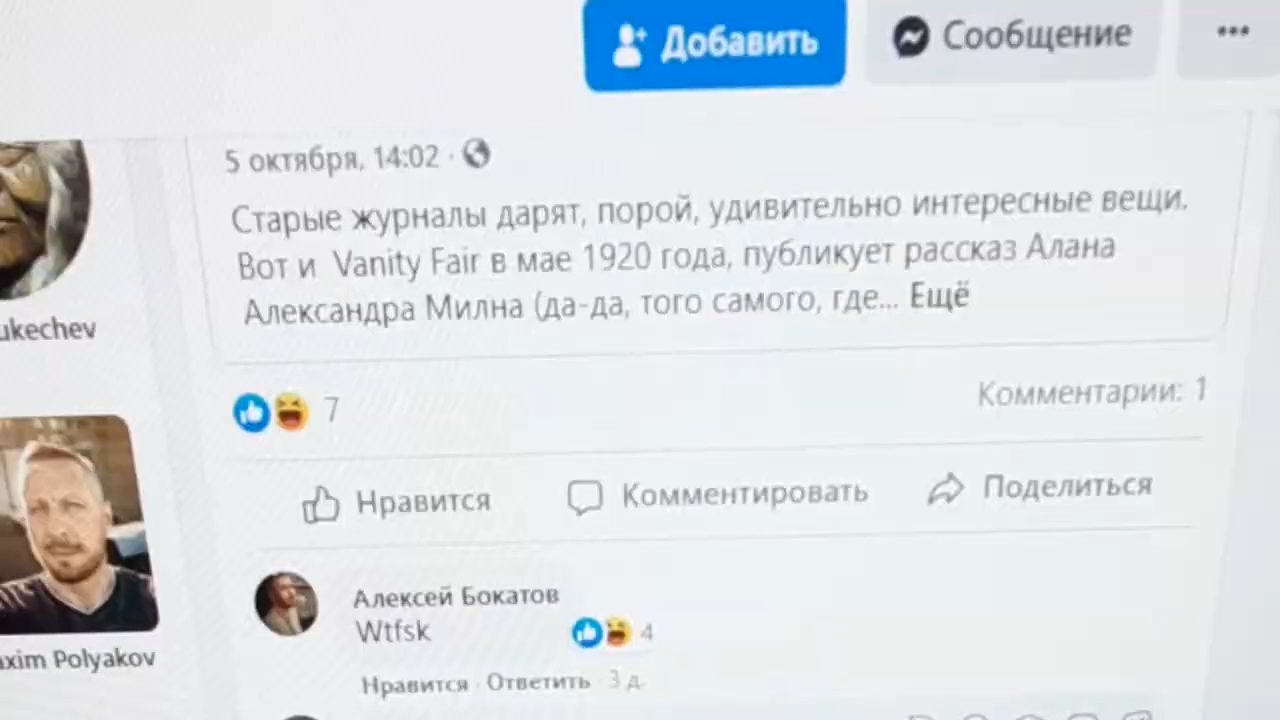 Добавить
Сообщение
5 октября, 14:02 ·
Старые журналы дарят, порой, удивительно интересные вещи.
Вот и Vanity Fair в мае 1920 года, публикует рассказ Алана
Александра Милна (да-да, того самого, где... Ещё
ukechev
7
Комментарии: 1
Нравится
Комментировать
Поделиться
Алексей Бокатов
Wtfsk
4
axim Polyakov
Нравится · Ответить 3 д.